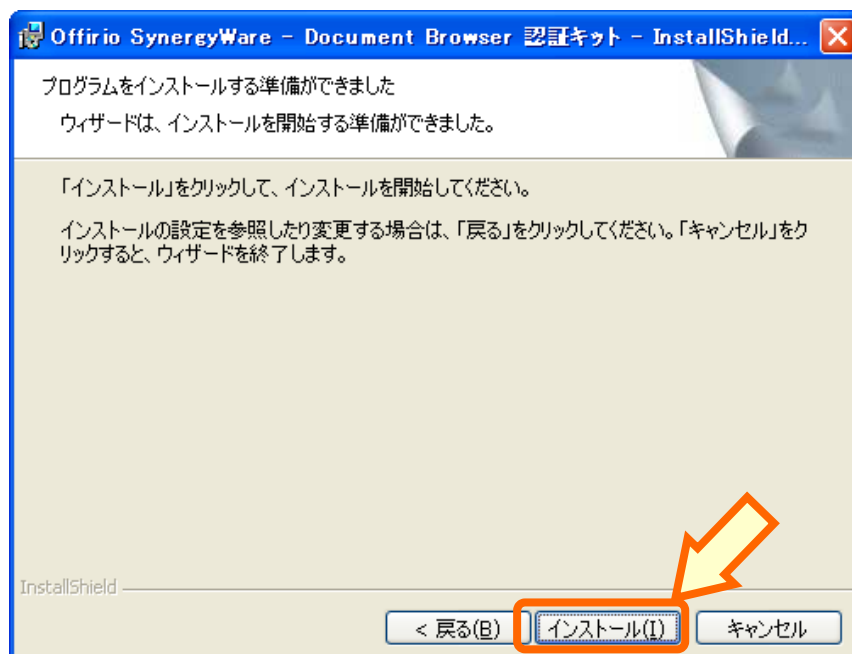 Offirio SynergyWare - Document Browser 認証キット - InstallShield...
プログラムをインストールする準備ができました
ウィザードは、インストールを開始する準備ができました。
「インストール」をクリックして、インストールを開始してください。
インストールの設定を参照したり変更する場合は、「戻る」をクリックしてください。「キャンセル」をク
リックすると、ウィザードを終了します。
InstallShield
< 戻る(B)
インストール(I)
キャンセル